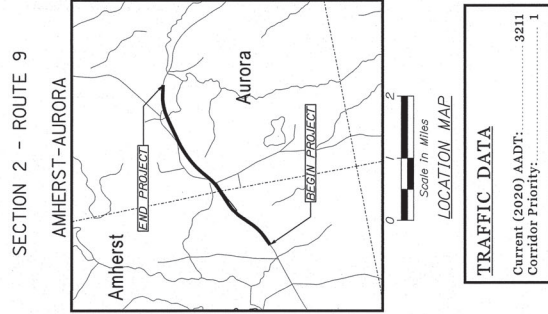 SECTION 2 - ROUTE 9
AMHERST-AURORA
Amherst
Aurora
END PROJECT
BEGIN PROJECT
0 1 2
Scale in Miles
LOCATION MAP
TRAFFIC DATA
Current (2020) AADT: 3211
Corridor Priority: 1